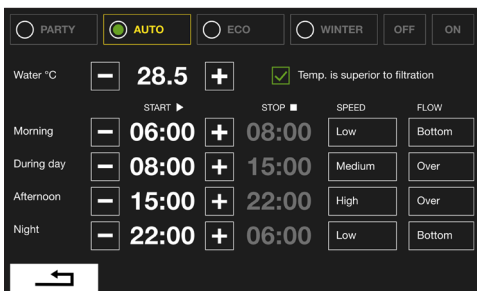 PARTY AUTO ECO WINTER OFF ON
Water °C − 28.5 + Temp. is superior to filtration
START ▶ STOP ■ SPEED FLOW
Morning − 06:00 + 08:00 Low Bottom
During day − 08:00 + 15:00 Medium Over
Afternoon − 15:00 + 22:00 High Over
Night − 22:00 + 06:00 Low Bottom